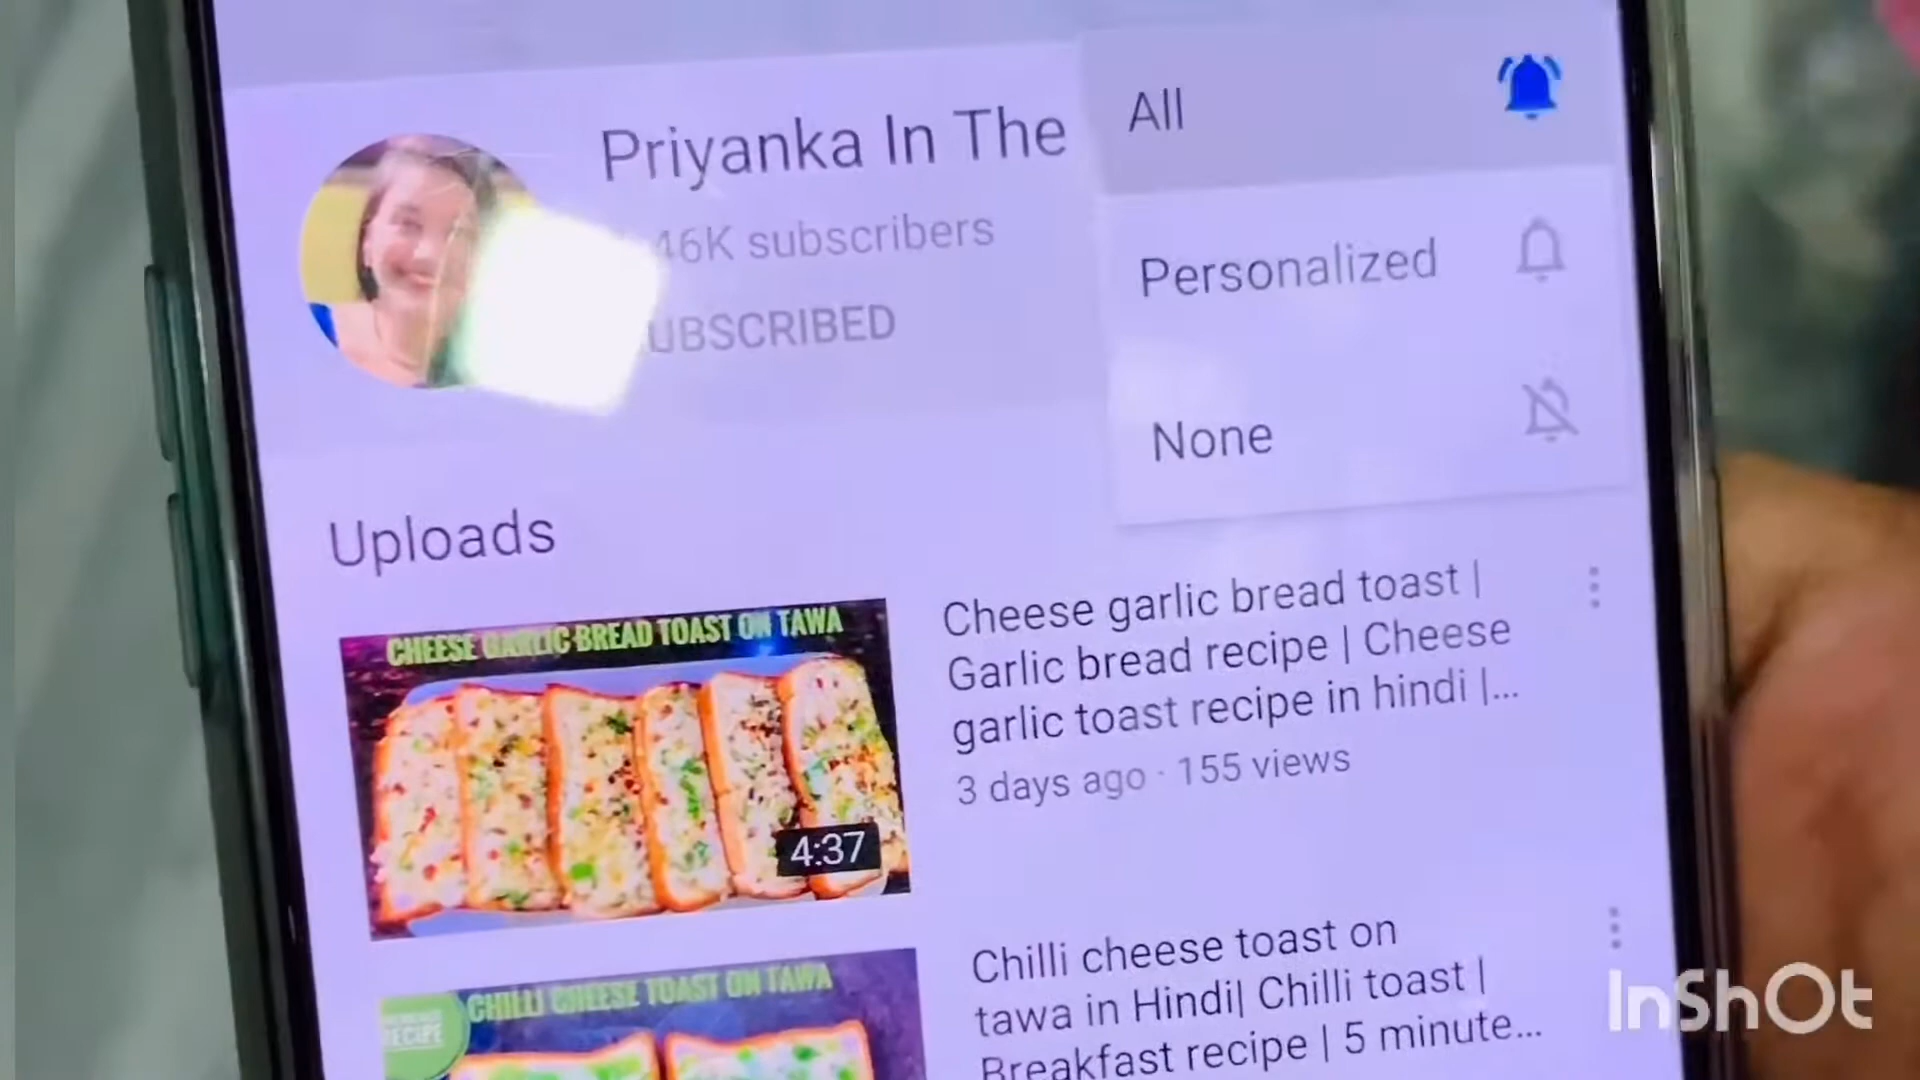 Priyanka In The
46K subscribers
UBSCRIBED
All
Personalized
None
Uploads
CHEESE GARLIC BREAD TOAST ON TAWA
4:37
Cheese garlic bread toast |
Garlic bread recipe | Cheese
garlic toast recipe in hindi |...
3 days ago · 155 views
CHILLI CHEESE TOAST ON TAWA
RECIPE
Chilli cheese toast on
tawa in Hindi| Chilli toast |
Breakfast recipe | 5 minute...
InShOt